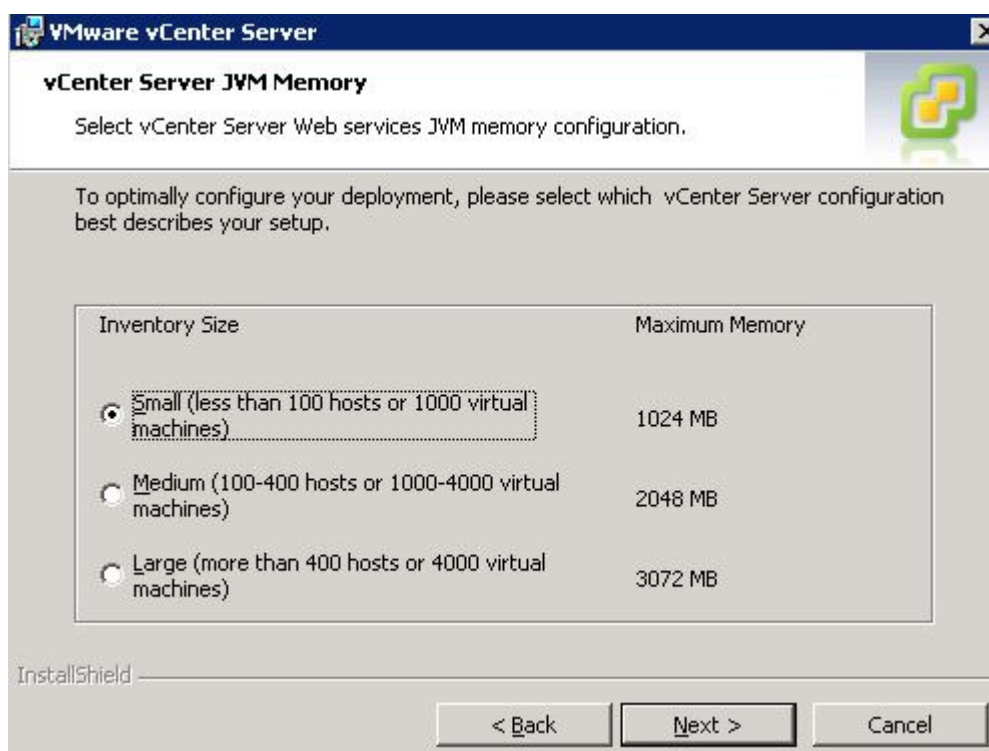 VMware vCenter Server
vCenter Server JVM Memory
Select vCenter Server Web services JVM memory configuration.
To optimally configure your deployment, please select which vCenter Server configuration
best describes your setup.
Inventory Size
Maximum Memory
Small (less than 100 hosts or 1000 virtual
machines)
1024 MB
Medium (100-400 hosts or 1000-4000 virtual
machines)
2048 MB
Large (more than 400 hosts or 4000 virtual
machines)
3072 MB
InstallShield
< Back
Next >
Cancel